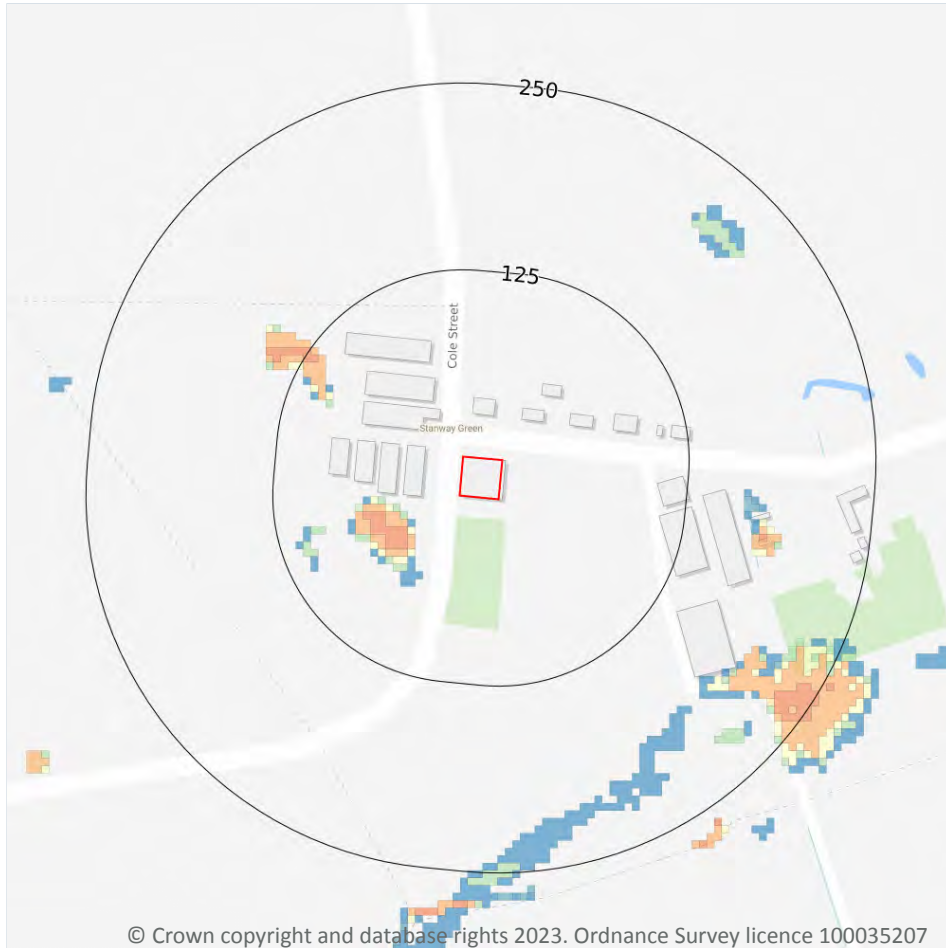 250
125
Cole Street
Stanway Green
© Crown copyright and database rights 2023. Ordnance Survey licence 100035207